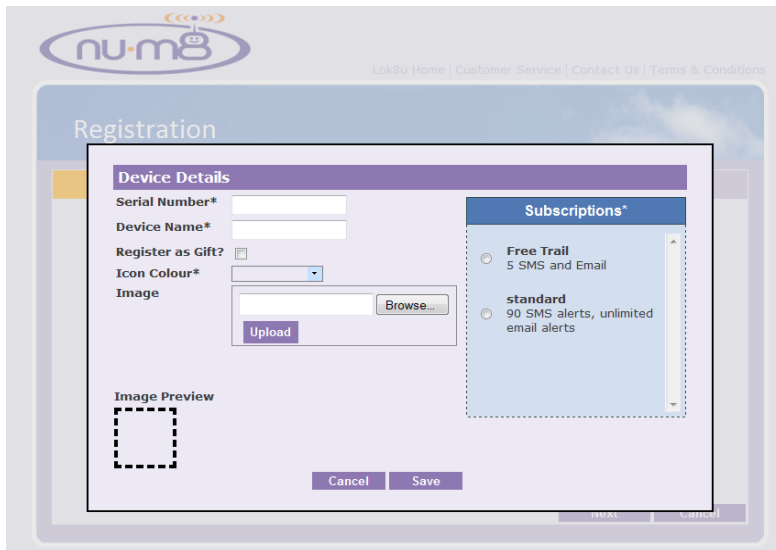 nu·m8
Lok8u Home | Customer Service | Contact Us | Terms & Conditions
Registration
Device Details
Serial Number*
Device Name*
Register as Gift?
Icon Colour*
Image
Browse...
Upload
Image Preview
Subscriptions*
Free Trail
5 SMS and Email
standard
90 SMS alerts, unlimited
email alerts
Cancel Save
Next Cancel